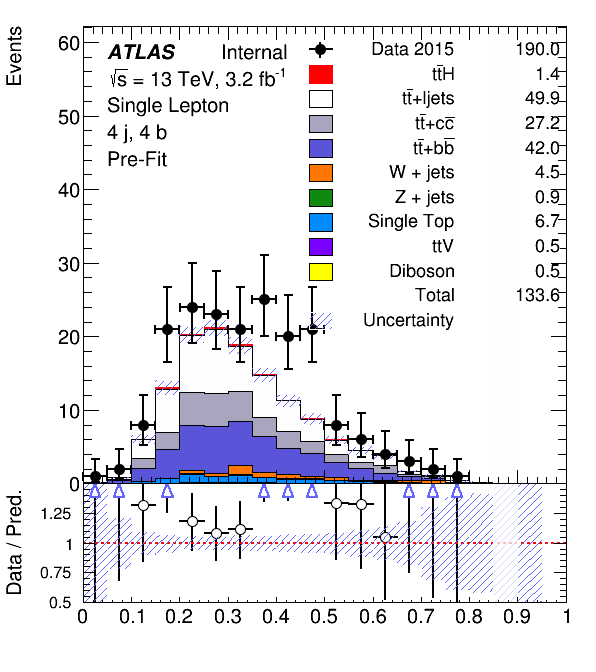 Events
60
50
40
30
20
10
0
ATLAS Internal
√s = 13 TeV, 3.2 fb⁻¹
Single Lepton
4 j, 4 b
Pre-Fit
Data 2015 190.0
tt̄H 1.4
tt̄+ljets 49.9
tt̄+cc̄ 27.2
tt̄+bb̄ 42.0
W + jets 4.5
Z + jets 0.9
Single Top 6.7
ttV 0.5
Diboson 0.5
Total 133.6
Uncertainty
Data / Pred.
1.25
1
0.75
0.5
0 0.1 0.2 0.3 0.4 0.5 0.6 0.7 0.8 0.9 1